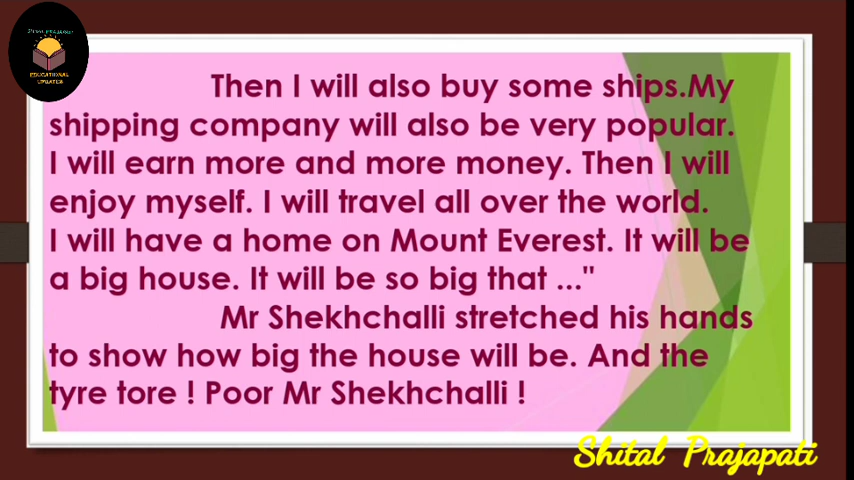 EDUCATIONAL
UPDATES
Then I will also buy some ships.My
shipping company will also be very popular.
I will earn more and more money. Then I will
enjoy myself. I will travel all over the world.
I will have a home on Mount Everest. It will be
a big house. It will be so big that ..."
Mr Shekhchalli stretched his hands
to show how big the house will be. And the
tyre tore ! Poor Mr Shekhchalli !
Shital Prajapati